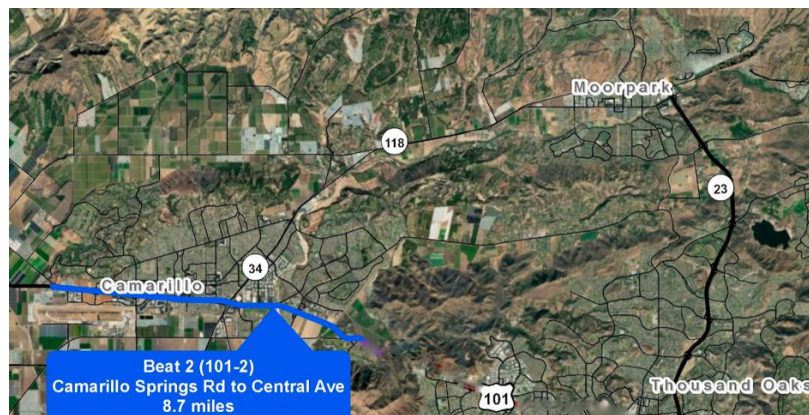 Moorpark
118
23
34
Camarillo
Beat 2 (101-2)
Camarillo Springs Rd to Central Ave
8.7 miles
101
Thousand Oaks